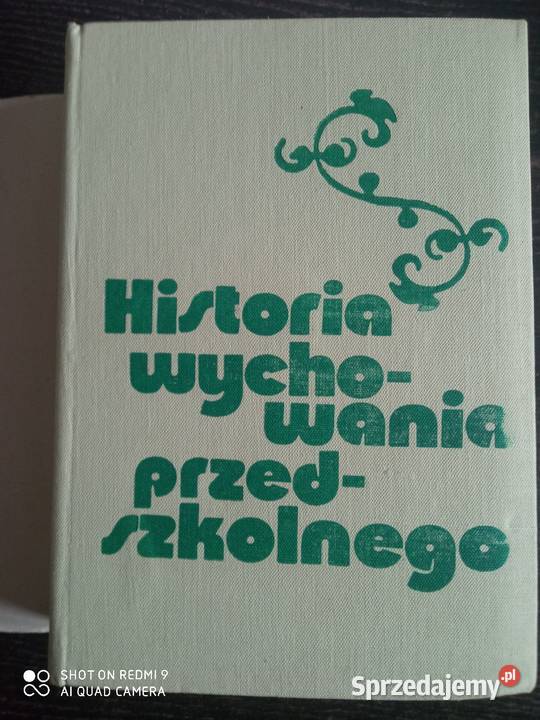 Historia
wycho-
wania
przed-
szkolnego
SHOT ON REDMI 9
AI QUAD CAMERA
Sprzedajemy.pl